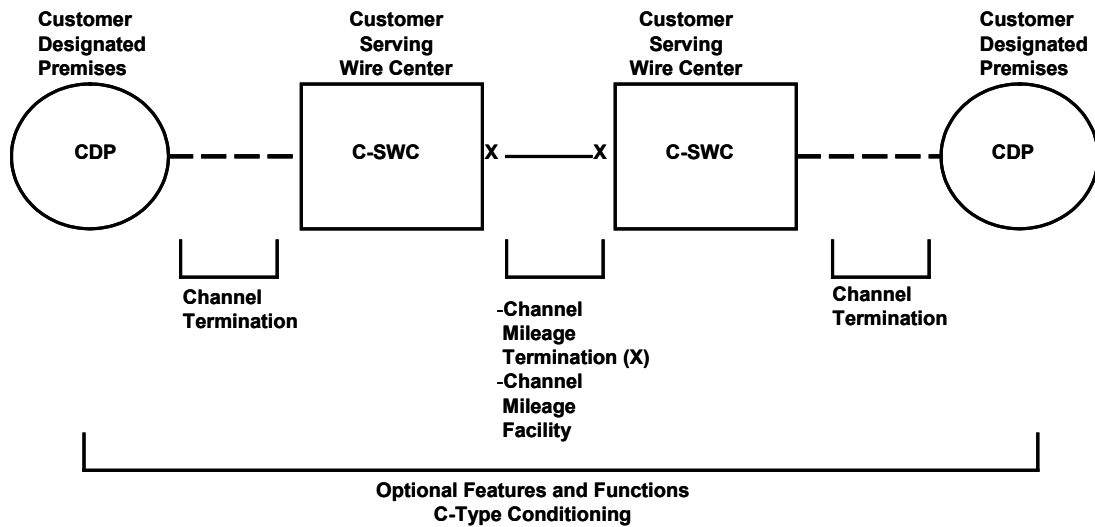 Customer
Designated
Premises
Customer
Serving
Wire Center
Customer
Serving
Wire Center
Customer
Designated
Premises
CDP
C-SWC
X
X
C-SWC
CDP
Channel
Termination
-Channel
Mileage
Termination (X)
-Channel
Mileage
Facility
Channel
Termination
Optional Features and Functions
C-Type Conditioning